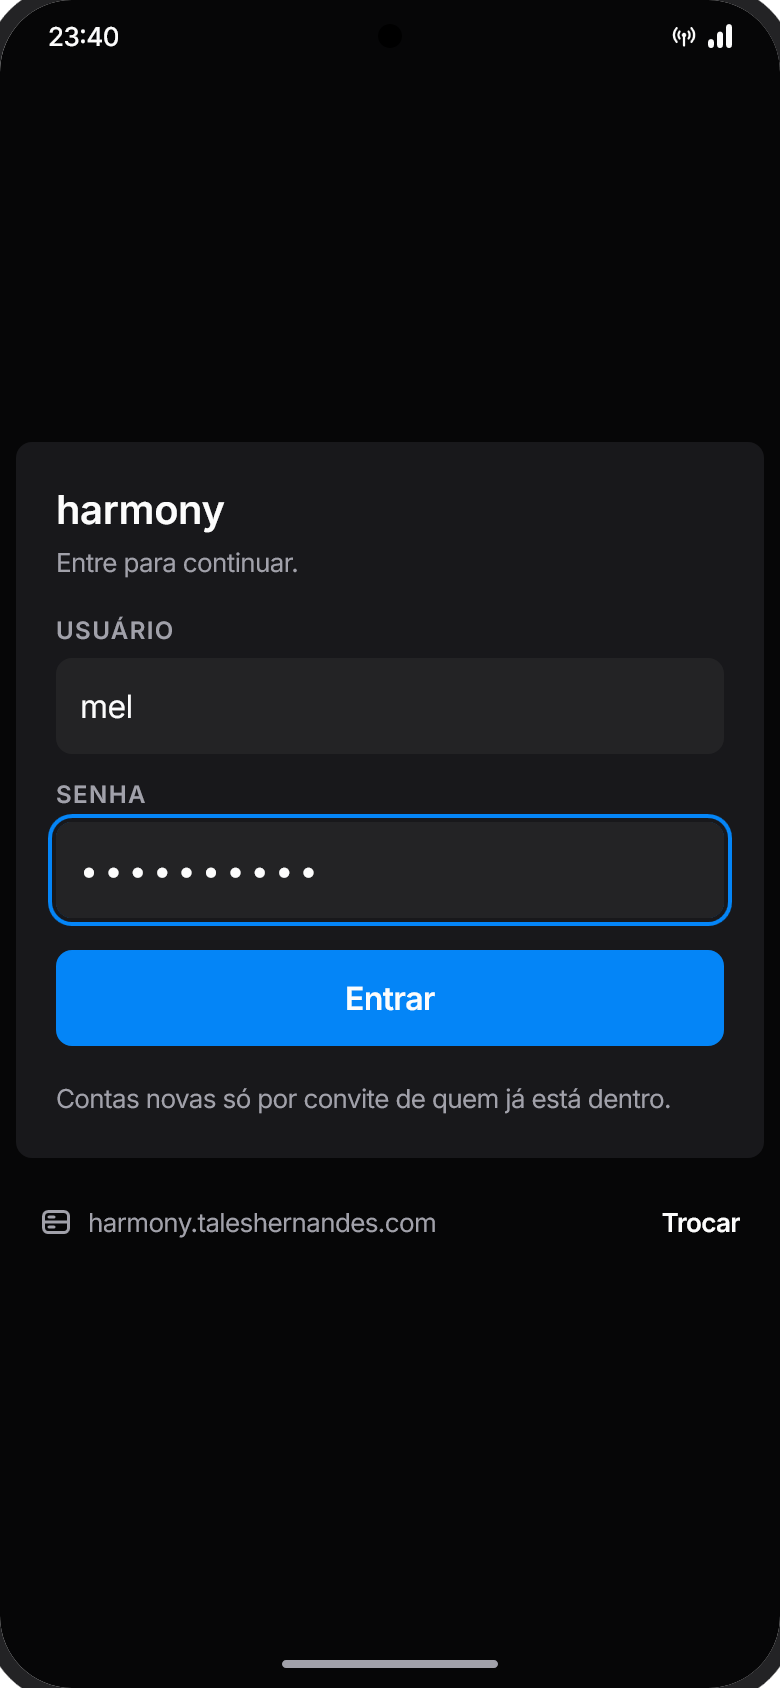 23:40
harmony
Entre para continuar.
USUÁRIO
mel
SENHA
••••••••••
Entrar
Contas novas só por convite de quem já está dentro.
harmony.taleshernandes.com
Trocar